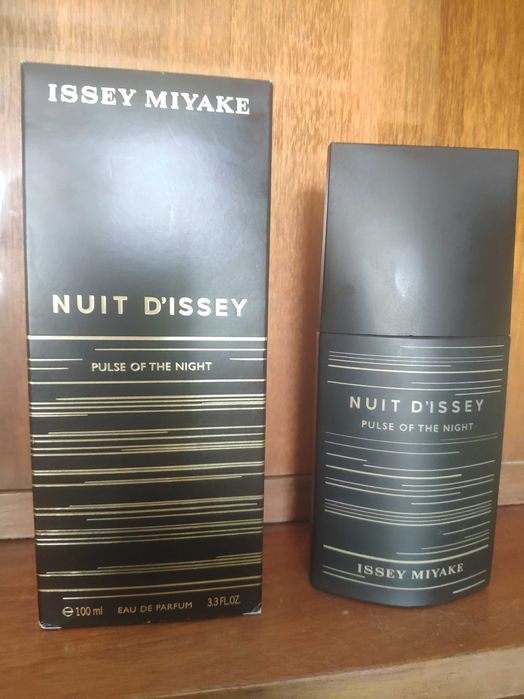 ISSEY MIYAKE
NUIT D'ISSEY
PULSE OF THE NIGHT
⊖ 100 ml EAU DE PARFUM 3.3 FL.OZ.
NUIT D'ISSEY
PULSE OF THE NIGHT
ISSEY MIYAKE